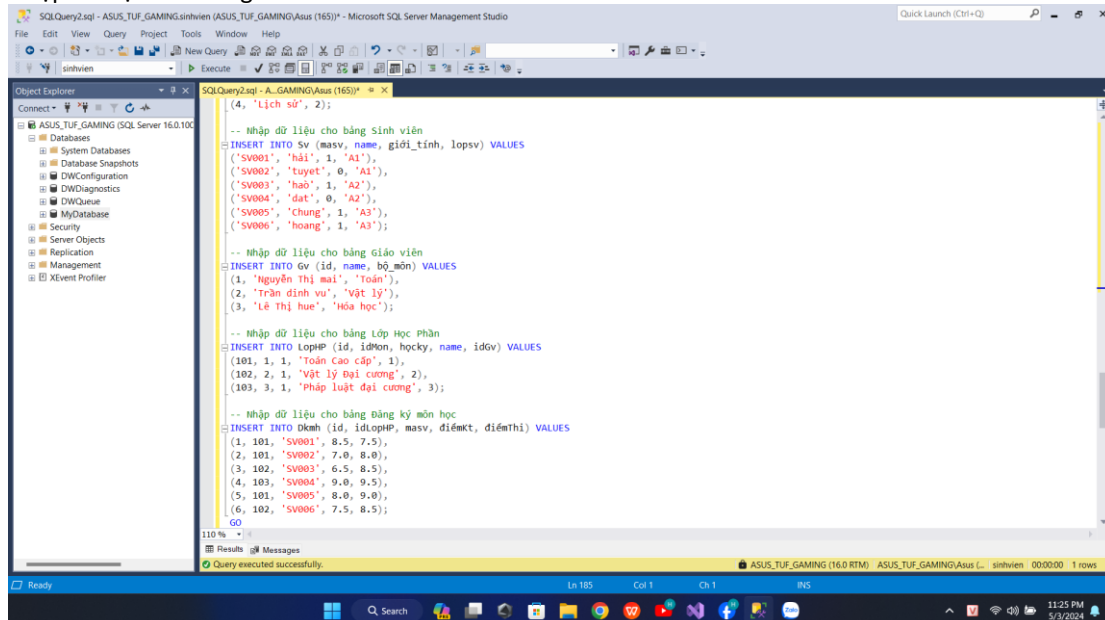 SQLQuery2.sql - ASUS_TUF_GAMING.sinhvien (ASUS_TUF_GAMING\Asus (165))* - Microsoft SQL Server Management Studio
Quick Launch (Ctrl+Q)
File Edit View Query Project Tools Window Help
New Query
sinhvien
Execute
Object Explorer
SQLQuery2.sql - A...GAMING\Asus (165))*
Connect
ASUS_TUF_GAMING (SQL Server 16.0.100
Databases
System Databases
Database Snapshots
DWConfiguration
DWDiagnostics
DWQueue
MyDatabase
Security
Server Objects
Replication
Management
XEvent Profiler
(4, 'Lịch sử', 2);
-- Nhập dữ liệu cho bảng Sinh viên
INSERT INTO Sv (masv, name, giới_tính, lopsv) VALUES
('SV001', 'hải', 1, 'A1'),
('SV002', 'tuyet', 0, 'A1'),
('SV003', 'haò', 1, 'A2'),
('SV004', 'dat', 0, 'A2'),
('SV005', 'Chung', 1, 'A3'),
('SV006', 'hoang', 1, 'A3');
-- Nhập dữ liệu cho bảng Giáo viên
INSERT INTO Gv (id, name, bộ_môn) VALUES
(1, 'Nguyễn Thị mai', 'Toán'),
(2, 'Trần dinh vu', 'Vật lý'),
(3, 'Lê Thị hue', 'Hóa học');
-- Nhập dữ liệu cho bảng Lớp Học Phần
INSERT INTO LopHP (id, idMon, họcky, name, idGv) VALUES
(101, 1, 1, 'Toán Cao cấp', 1),
(102, 2, 1, 'Vật lý Đại cương', 2),
(103, 3, 1, 'Pháp luật đại cương', 3);
-- Nhập dữ liệu cho bảng Đăng ký môn học
INSERT INTO Dkmh (id, idLopHP, masv, điểmKt, điểmThi) VALUES
(1, 101, 'SV001', 8.5, 7.5),
(2, 101, 'SV002', 7.0, 8.0),
(3, 102, 'SV003', 6.5, 8.5),
(4, 103, 'SV004', 9.0, 9.5),
(5, 101, 'SV005', 8.0, 9.0),
(6, 102, 'SV006', 7.5, 8.5);
GO
110 %
Results Messages
Query executed successfully.
ASUS_TUF_GAMING (16.0 RTM) ASUS_TUF_GAMING\Asus (... sinhvien 00:00:00 1 rows
Ready
Ln 185 Col 1 Ch 1 INS
Search
Zalo
11:25 PM
5/3/2024